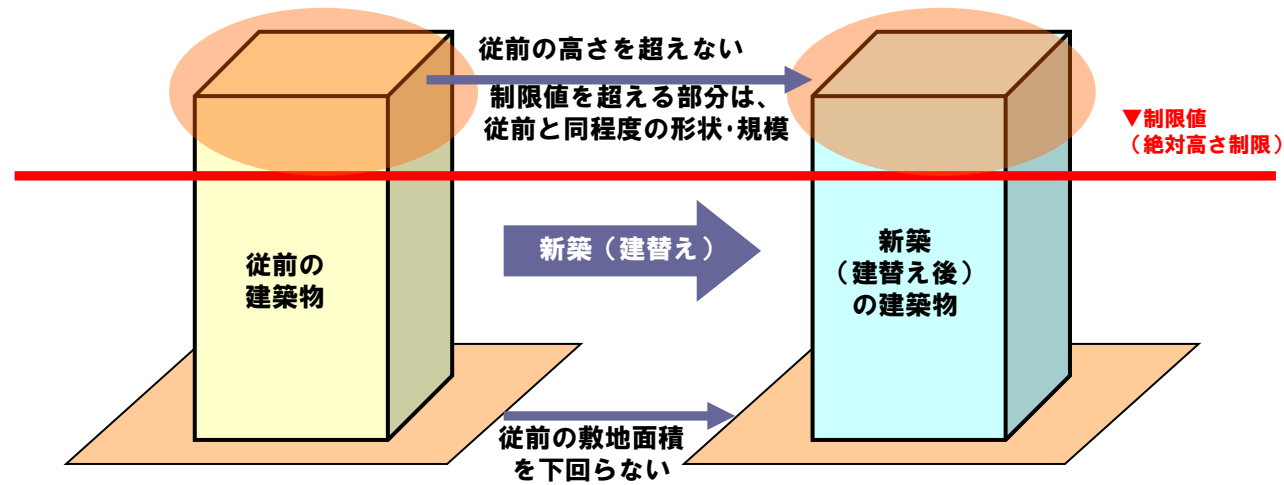 従前の高さを超えない
制限値を超える部分は、
従前と同程度の形状・規模
▼制限値
（絶対高さ制限）
新築（建替え）
従前の
建築物
新築
（建替え後）
の建築物
従前の敷地面積
を下回らない